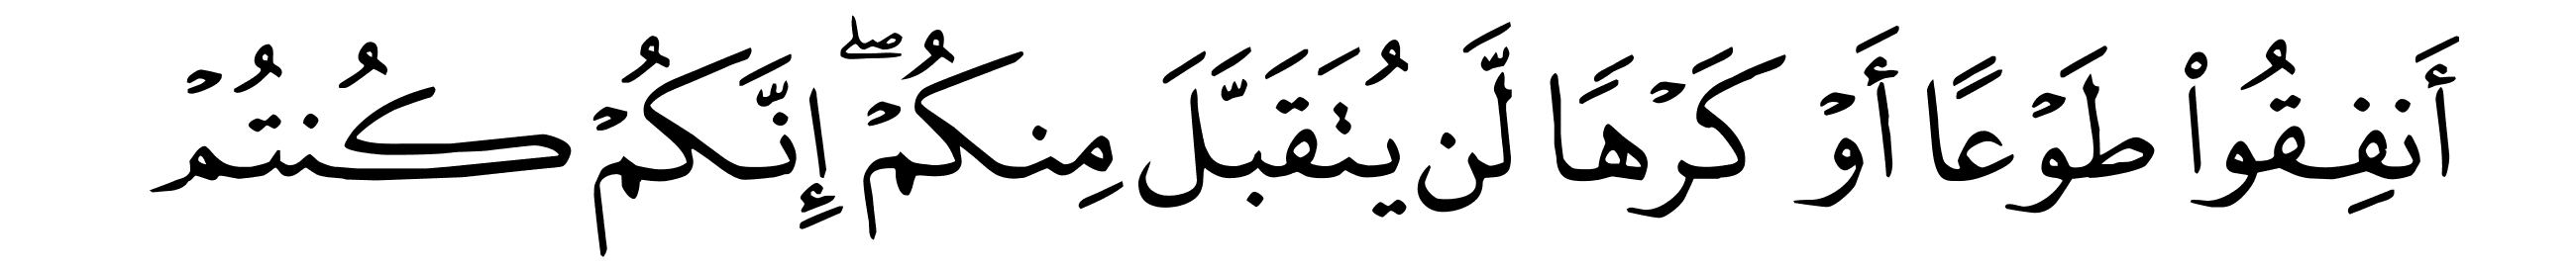 أَنفِقُوا۟ طَوْعًا أَوْ كَرْهًا لَّن يُتَقَبَّلَ مِنكُمْ ۖ إِنَّكُمْ كُنتُمْ